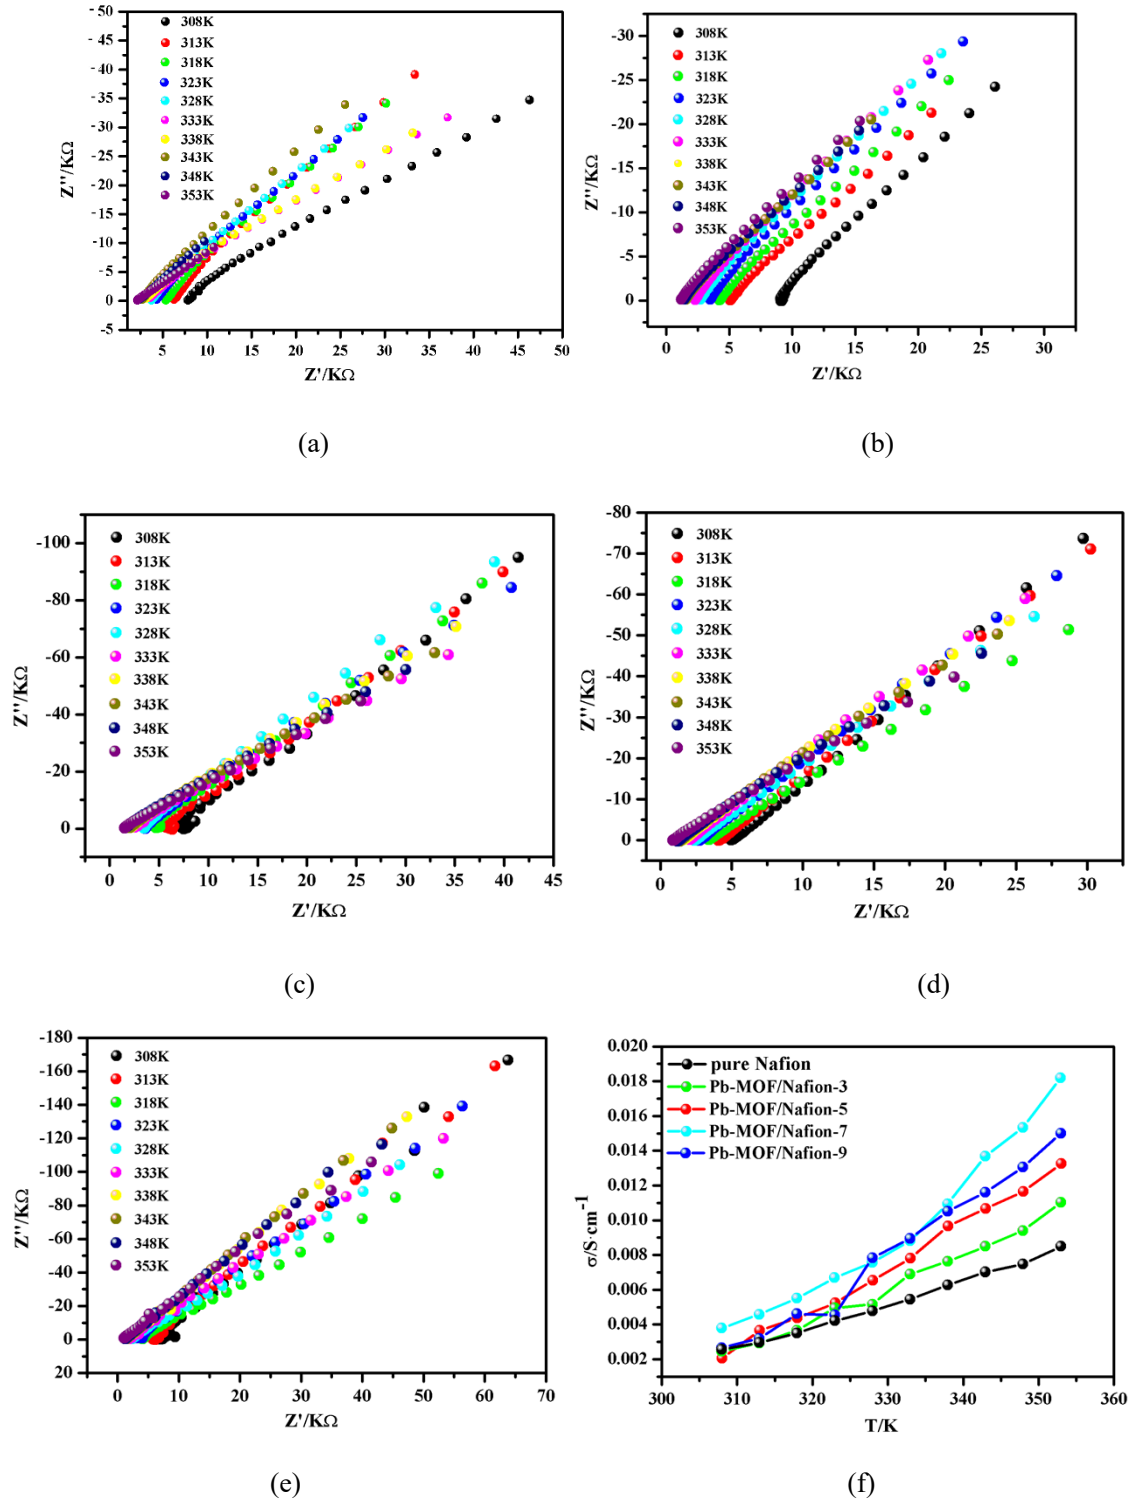 - 50
- 45
- 40
- 35
- 30
- 25
- 20
- 15
- 10
-5
0
-5
5 10 15 20 25 30 35 40 45 50
Z''/KΩ
Z'/KΩ
308K
313K
318K
323K
328K
333K
338K
343K
348K
353K
(a)
-30
-25
-20
-15
-10
-5
0
0 5 10 15 20 25 30
Z''/KΩ
Z'/KΩ
308K
313K
318K
323K
328K
333K
338K
343K
348K
353K
(b)
-100
-80
-60
-40
-20
0
0 5 10 15 20 25 30 35 40 45
Z''/KΩ
Z'/KΩ
308K
313K
318K
323K
328K
333K
338K
343K
348K
353K
(c)
-80
-70
-60
-50
-40
-30
-20
-10
0
0 5 10 15 20 25 30
Z''/KΩ
Z'/KΩ
308K
313K
318K
323K
328K
333K
338K
343K
348K
353K
(d)
-180
-160
-140
-120
-100
-80
-60
-40
-20
0
20
0 10 20 30 40 50 60 70
Z''/KΩ
Z'/KΩ
308K
313K
318K
323K
328K
333K
338K
343K
348K
353K
(e)
0.020
0.018
0.016
0.014
0.012
0.010
0.008
0.006
0.004
0.002
300 310 320 330 340 350 360
σ/S·cm⁻¹
T/K
pure Nafion
Pb-MOF/Nafion-3
Pb-MOF/Nafion-5
Pb-MOF/Nafion-7
Pb-MOF/Nafion-9
(f)